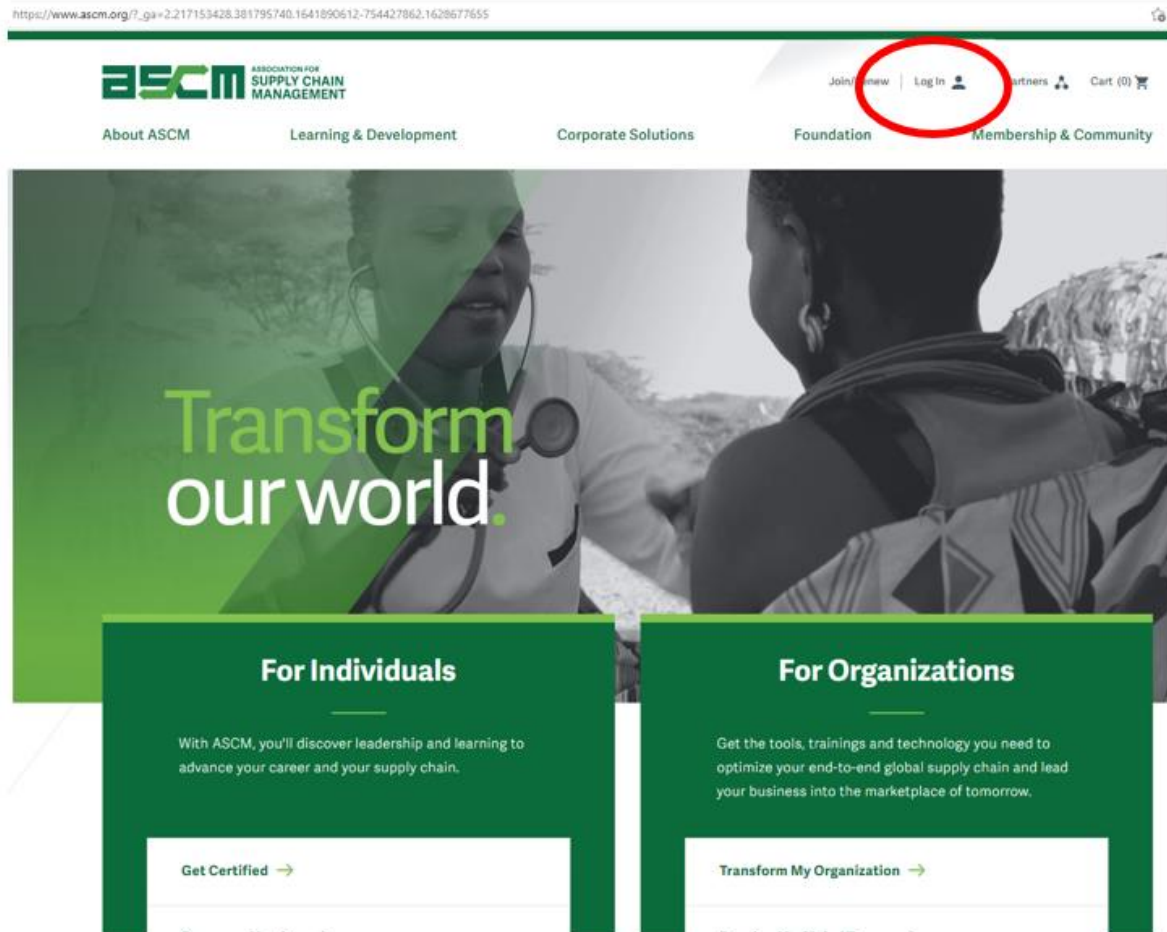 https://www.ascm.org/?_ga=2.217153428.381795740.1641890612-754427862.1628677655
ascm ASSOCIATION FOR
SUPPLY CHAIN
MANAGEMENT
Join/ enew | Log In artners Cart (0)
About ASCM Learning & Development Corporate Solutions Foundation Membership & Community
Transform
our world.
For Individuals
With ASCM, you'll discover leadership and learning to
advance your career and your supply chain.
Get Certified →
For Organizations
Get the tools, trainings and technology you need to
optimize your end-to-end global supply chain and lead
your business into the marketplace of tomorrow.
Transform My Organization →